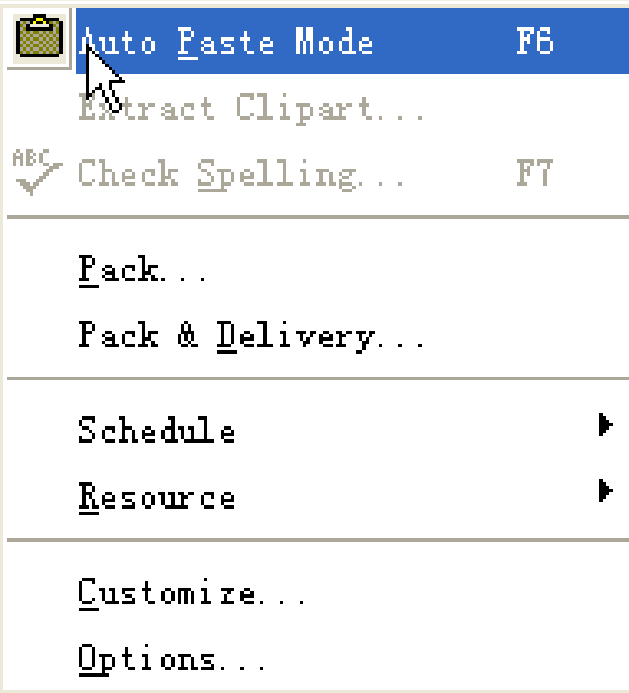 Auto Paste Mode F6
Extract Clipart...
ABC Check Spelling... F7
Pack...
Pack & Delivery...
Schedule
Resource
Customize...
Options...